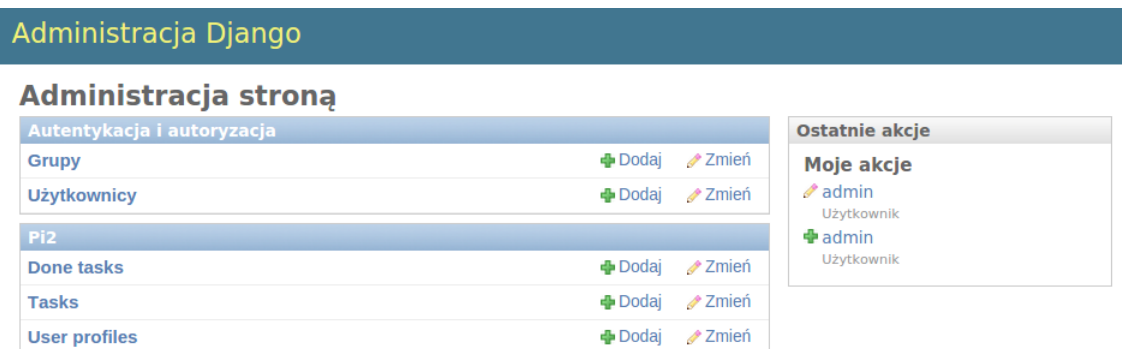 Administracja Django
Administracja stroną
Autentykacja i autoryzacja
Grupy Dodaj Zmień
Użytkownicy Dodaj Zmień
Pi2
Done tasks Dodaj Zmień
Tasks Dodaj Zmień
User profiles Dodaj Zmień
Ostatnie akcje
Moje akcje
admin
Użytkownik
admin
Użytkownik